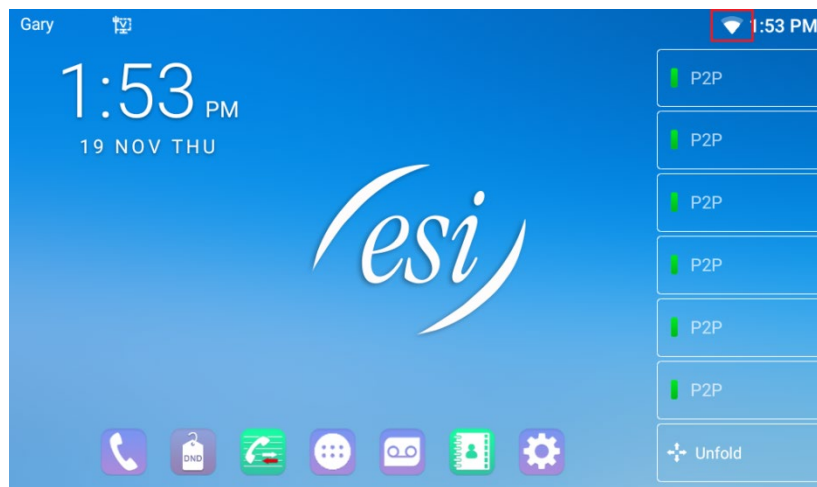 Gary
1:53 PM
1:53 PM
19 NOV THU
esi
P2P
P2P
P2P
P2P
P2P
P2P
Unfold
DND